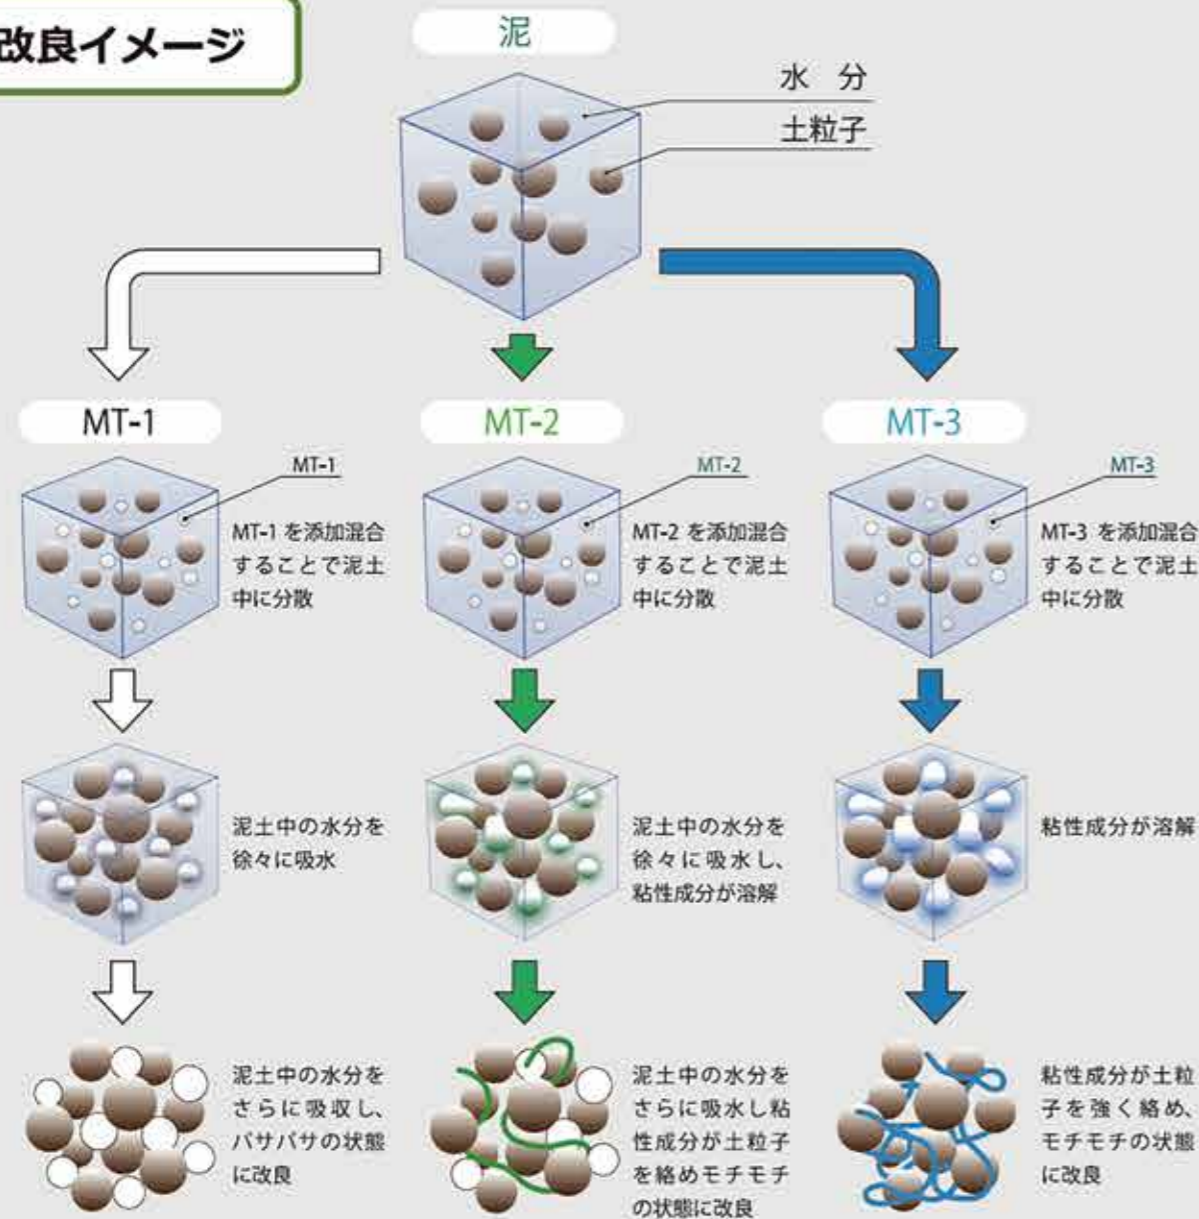 改良イメージ
泥
水 分
土粒子
MT-1
MT-1
MT-1 を添加混合
することで泥土
中に分散
泥土中の水分を
徐々に吸水
泥土中の水分を
さらに吸収し、
バサバサの状態
に改良
MT-2
MT-2
MT-2 を添加混合
することで泥土
中に分散
泥土中の水分を
徐々に吸水し、
粘性成分が溶解
泥土中の水分を
さらに吸水し粘
性成分が土粒子
を絡めモチモチ
の状態に改良
MT-3
MT-3
MT-3 を添加混合
することで泥土
中に分散
粘性成分が溶解
粘性成分が土粒
子を強く絡め、
モチモチの状態
に改良